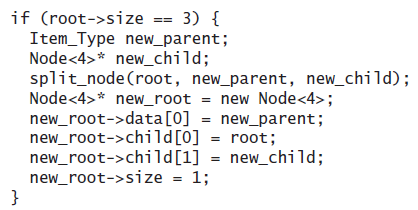 if (root->size == 3) {
  Item_Type new_parent;
  Node<4>* new_child;
  split_node(root, new_parent, new_child);
  Node<4>* new_root = new Node<4>;
  new_root->data[0] = new_parent;
  new_root->child[0] = root;
  new_root->child[1] = new_child;
  new_root->size = 1;
}